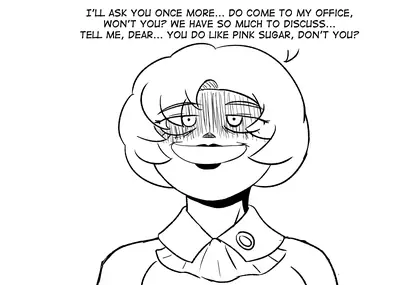 I'LL ASK YOU ONCE MORE... DO COME TO MY OFFICE,
WON'T YOU? WE HAVE SO MUCH TO DISCUSS...
TELL ME, DEAR... YOU DO LIKE PINK SUGAR, DON'T YOU?